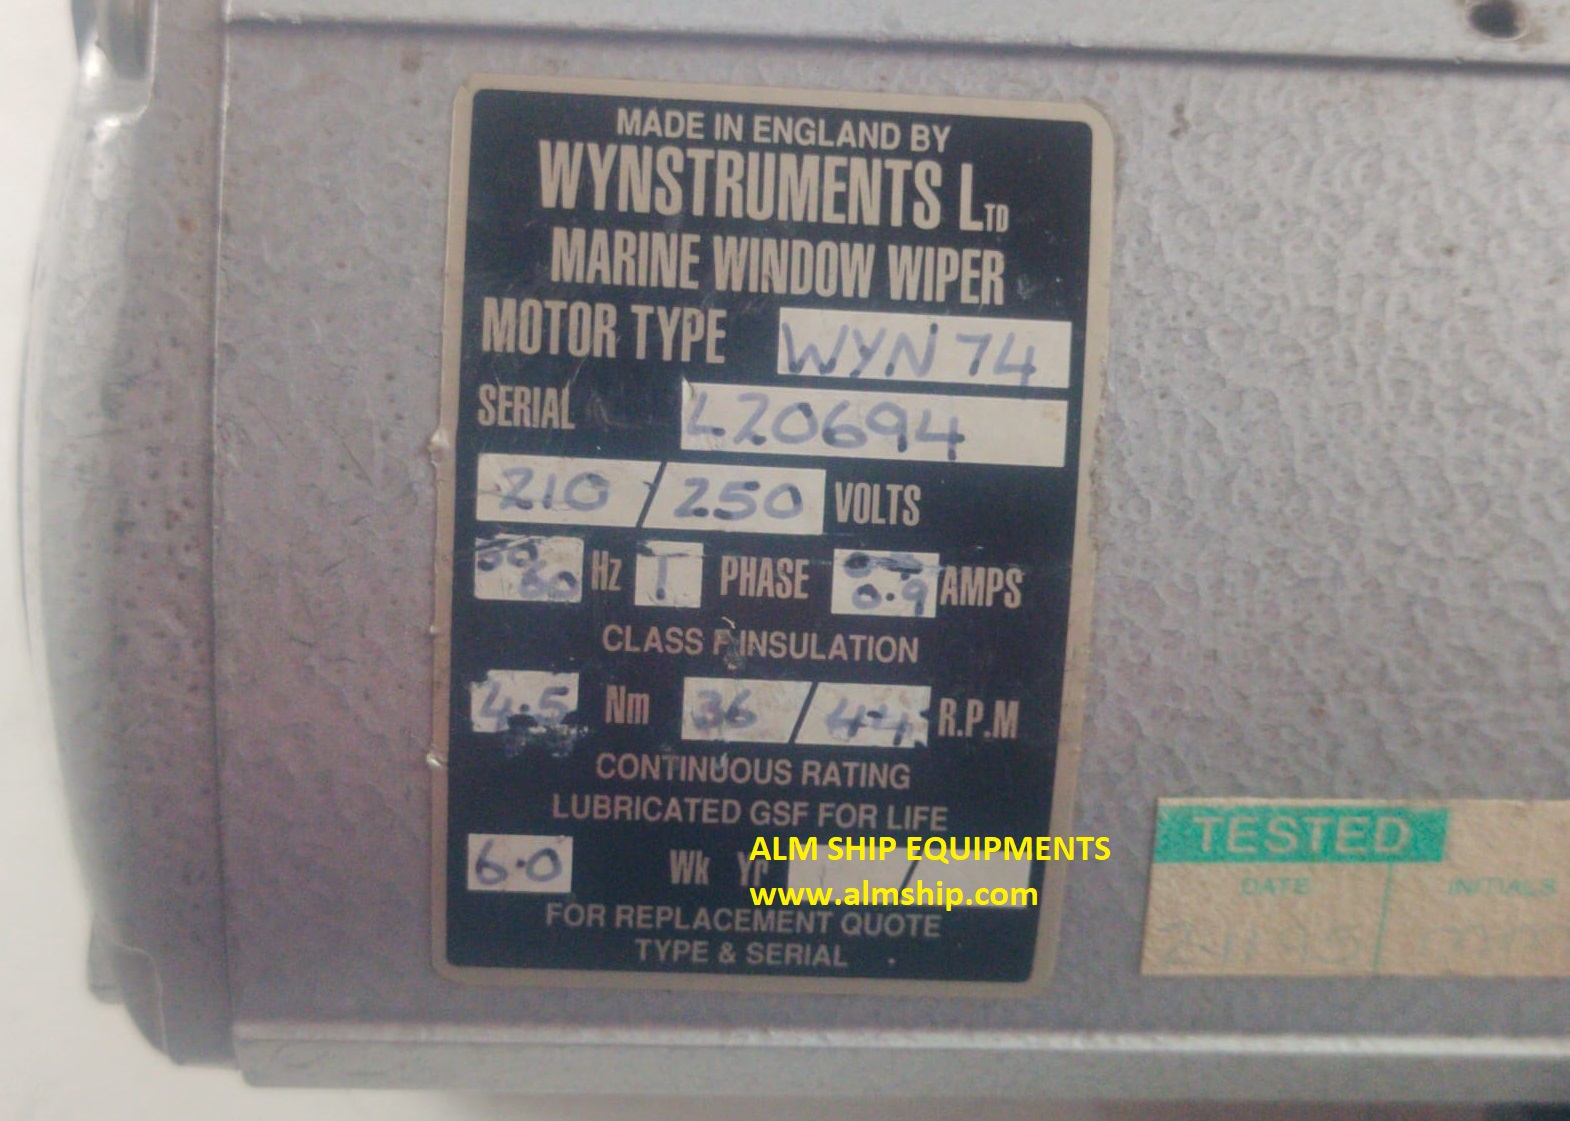 MADE IN ENGLAND BY
WYNSTRUMENTS LTD
MARINE WINDOW WIPER
MOTOR TYPE WYN 74
SERIAL LZ0694
210 / 250 VOLTS
50 60 Hz 1 PHASE 0.9 AMPS
CLASS F INSULATION
4.5 Nm 36 / 44 R.P.M
CONTINUOUS RATING
LUBRICATED GSF FOR LIFE
6.0 Wk Yr /
FOR REPLACEMENT QUOTE
TYPE & SERIAL
ALM SHIP EQUIPMENTS
www.almship.com
TESTED
DATE INITIALS